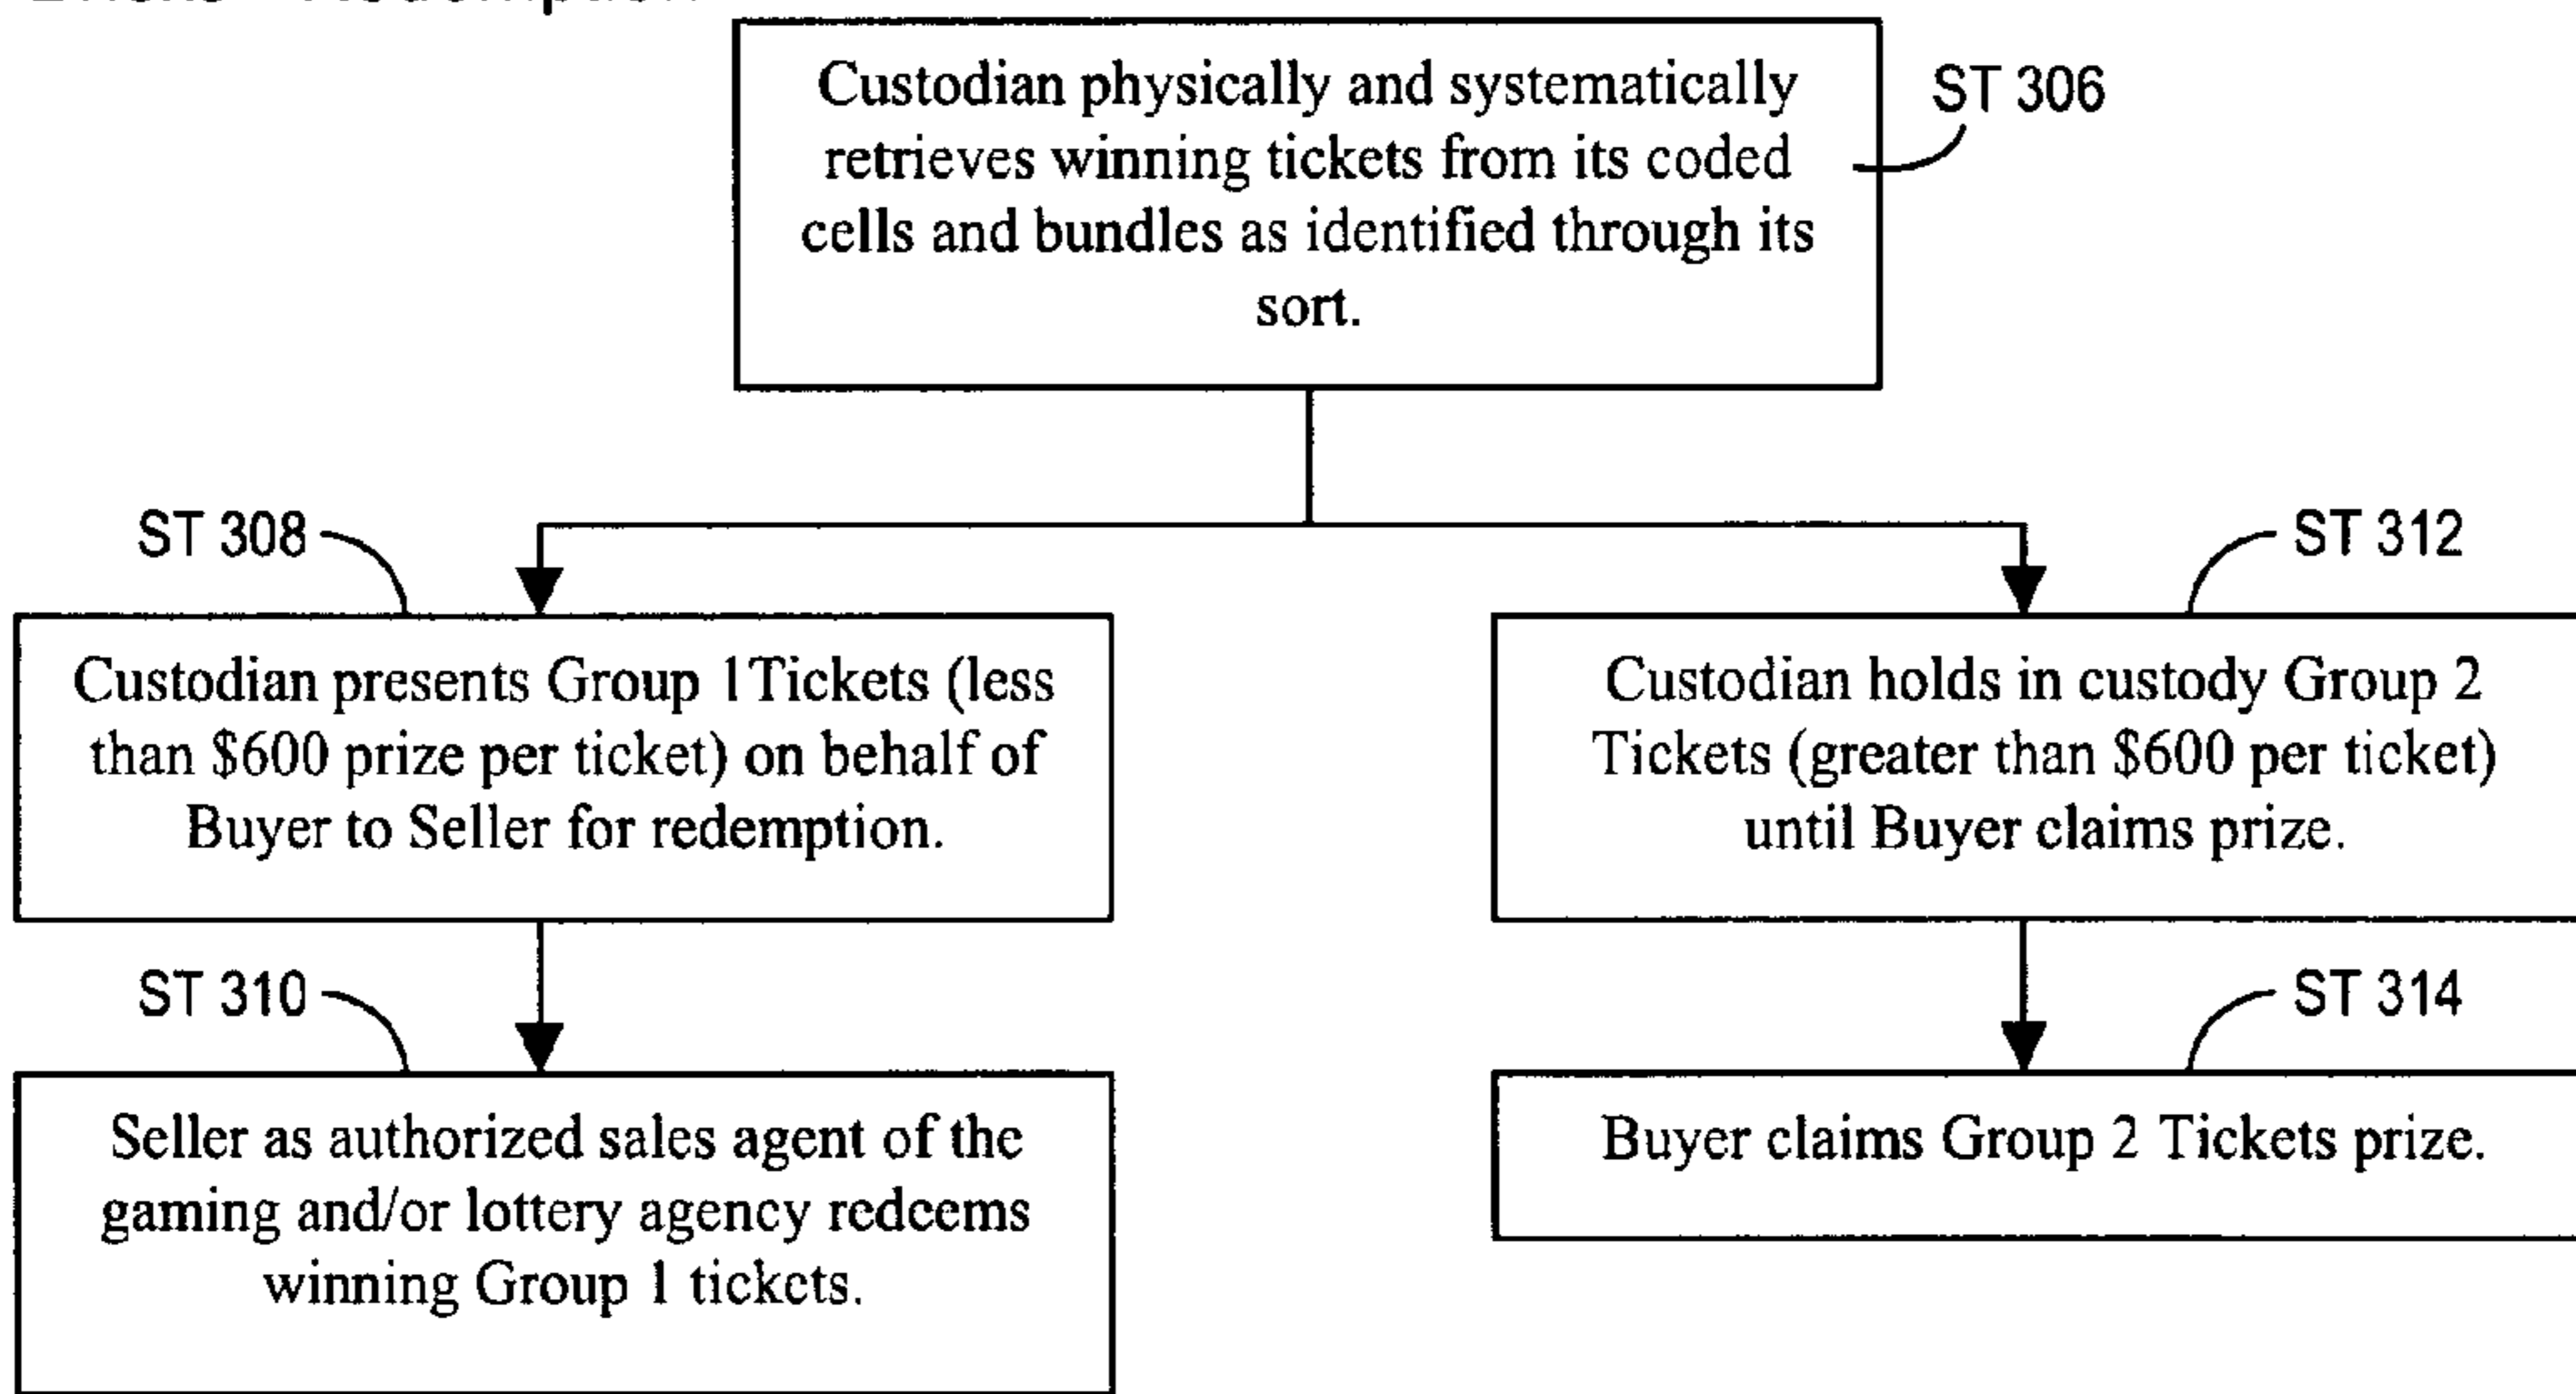 Custodian physically and systematically
retrieves winning tickets from its coded
cells and bundles as identified through its
sort.
ST 306
ST 308
Custodian presents Group 1Tickets (less
than $600 prize per ticket) on behalf of
Buyer to Seller for redemption.
ST 312
Custodian holds in custody Group 2
Tickets (greater than $600 per ticket)
until Buyer claims prize.
ST 310
Seller as authorized sales agent of the
gaming and/or lottery agency redeems
winning Group 1 tickets.
ST 314
Buyer claims Group 2 Tickets prize.